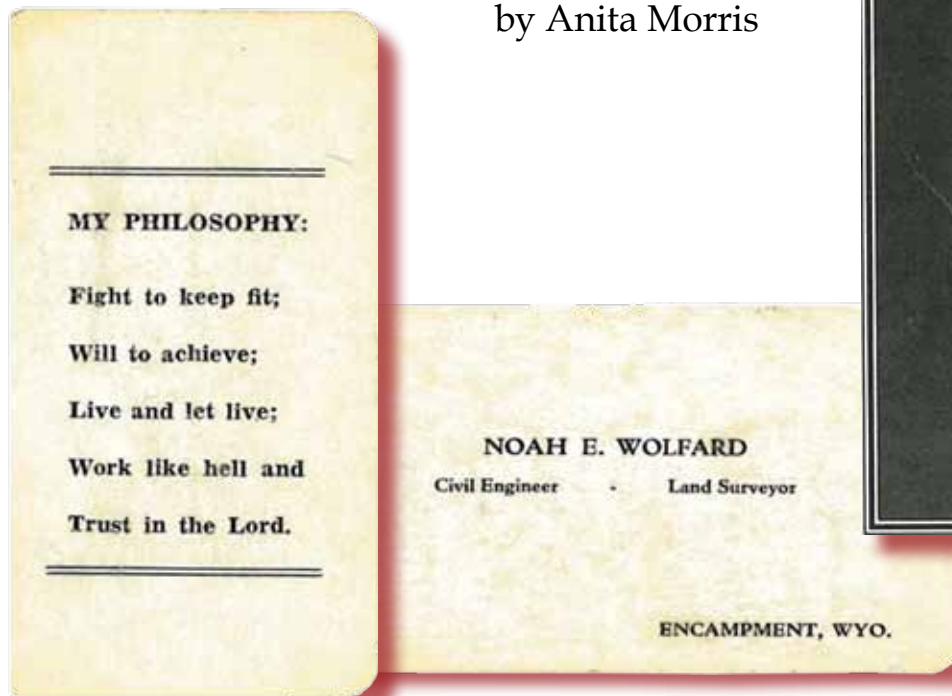 by Anita Morris
MY PHILOSOPHY:
Fight to keep fit;
Will to achieve;
Live and let live;
Work like hell and
Trust in the Lord.
NOAH E. WOLFARD
Civil Engineer - Land Surveyor
ENCAMPMENT, WYO.